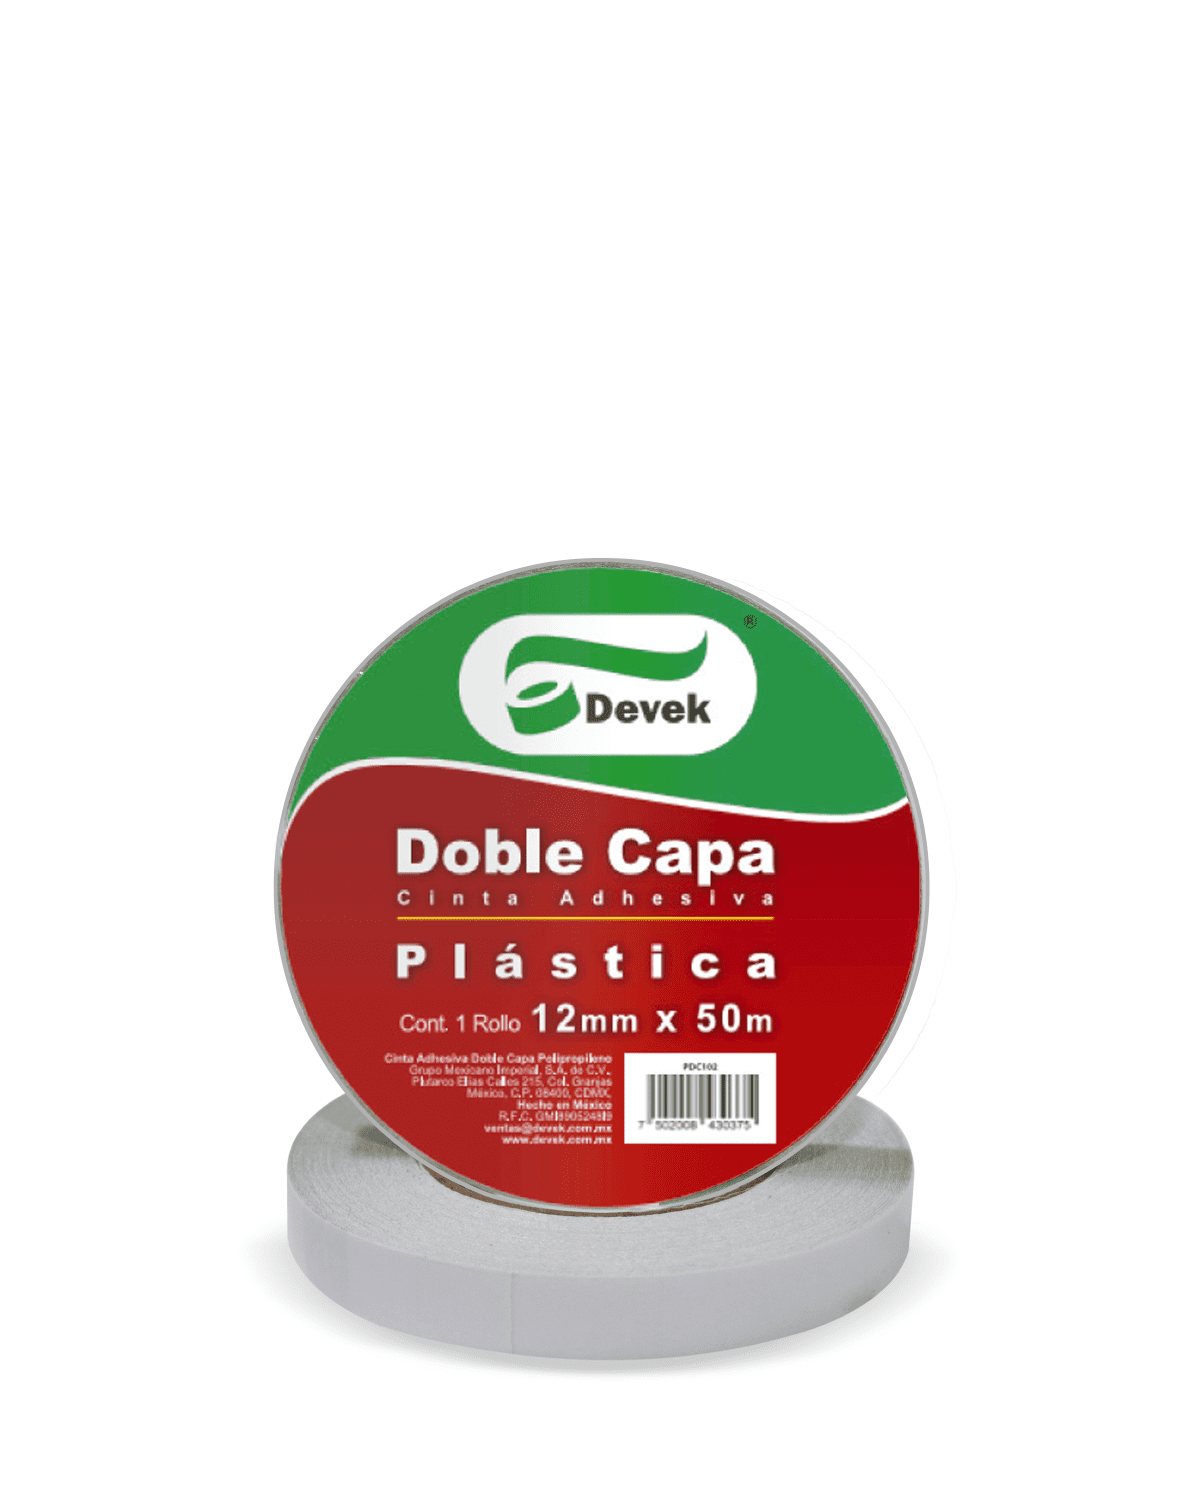 ®
Devek
Doble Capa
Cinta Adhesiva
Plástica
Cont. 1 Rollo 12mm x 50m
Cinta Adhesiva Doble Capa Polipropileno
Grupo Mexicano Imperial, S.A. de C.V.,
Plutarco Elías Calles 215, Col. Granjas
México, C.P. 08400, CDMX,
Hecho en México
R.F.C. GMI8905248I9
ventas@devek.com.mx
www.devek.com.mx
PDC102
7 502008 430375